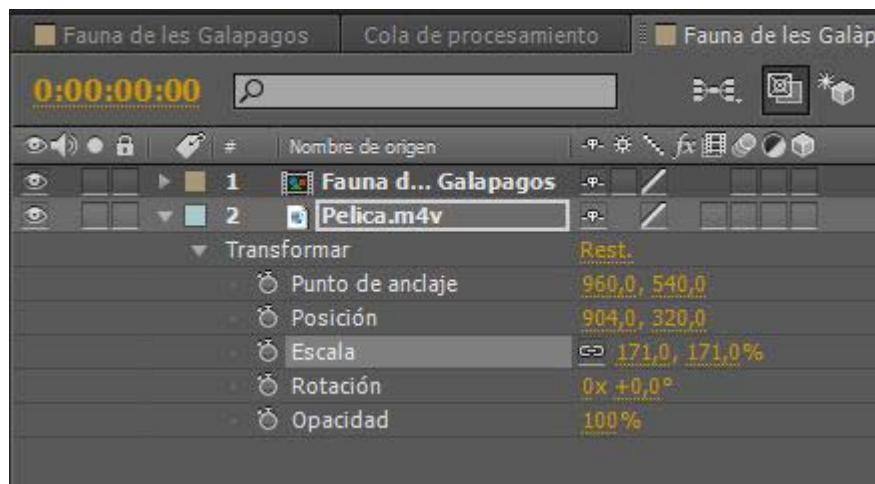 Fauna de les Galapagos Cola de procesamiento Fauna de les Galàp
0:00:00:00
# Nombre de origen fx
1 Fauna d... Galapagos
2 Pelica.m4v
Transformar Rest.
Punto de anclaje 960,0, 540,0
Posición 904,0, 320,0
Escala 171,0, 171,0%
Rotación 0x +0,0°
Opacidad 100%